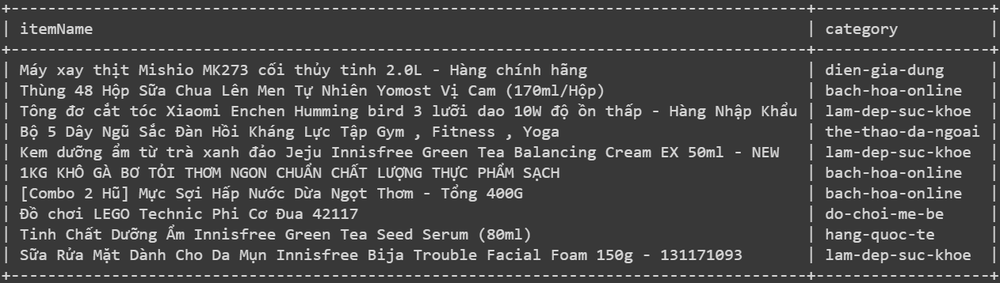 itemName | category
Máy xay thịt Mishio MK273 cối thủy tinh 2.0L - Hàng chính hãng | dien-gia-dung
Thùng 48 Hộp Sữa Chua Lên Men Tự Nhiên Yomost Vị Cam (170ml/Hộp) | bach-hoa-online
Tông đơ cắt tóc Xiaomi Enchen Humming bird 3 lưỡi dao 10W độ ồn thấp - Hàng Nhập Khẩu | lam-dep-suc-khoe
Bộ 5 Dây Ngũ Sắc Đàn Hồi Kháng Lực Tập Gym , Fitness , Yoga | the-thao-da-ngoai
Kem dưỡng ẩm từ trà xanh đảo Jeju Innisfree Green Tea Balancing Cream EX 50ml - NEW | lam-dep-suc-khoe
1KG KHÔ GÀ BƠ TỎI THƠM NGON CHUẨN CHẤT LƯỢNG THỰC PHẨM SẠCH | bach-hoa-online
[Combo 2 Hũ] Mực Sợi Hấp Nước Dừa Ngọt Thơm - Tổng 400G | bach-hoa-online
Đồ chơi LEGO Technic Phi Cơ Đua 42117 | do-choi-me-be
Tinh Chất Dưỡng Ẩm Innisfree Green Tea Seed Serum (80ml) | hang-quoc-te
Sữa Rửa Mặt Dành Cho Da Mụn Innisfree Bija Trouble Facial Foam 150g - 131171093 | lam-dep-suc-khoe